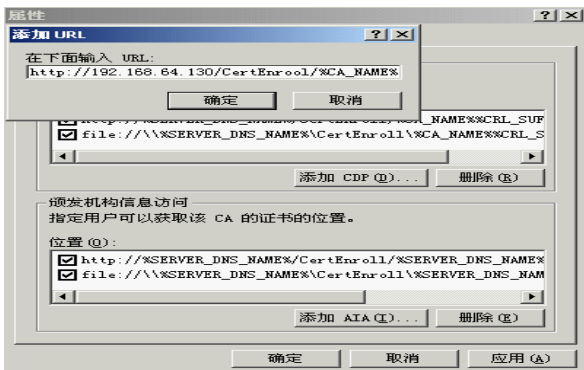 属性
添加 URL
在下面输入 URL:
http://192.168.64.130/CertEnrool/%CA_NAME%
确定 取消
NAME%%CRL_SUF
file://\\%SERVER_DNS_NAME%\CertEnroll\%CA_NAME%%CRL_S
添加 CDP(D)... 删除(R)
颁发机构信息访问
指定用户可以获取该 CA 的证书的位置。
位置(O):
http://%SERVER_DNS_NAME%/CertEnroll/%SERVER_DNS_NAME%
file://\\%SERVER_DNS_NAME%\CertEnroll\%SERVER_DNS_NAM
添加 AIA(I)... 删除(E)
确定 取消 应用(A)